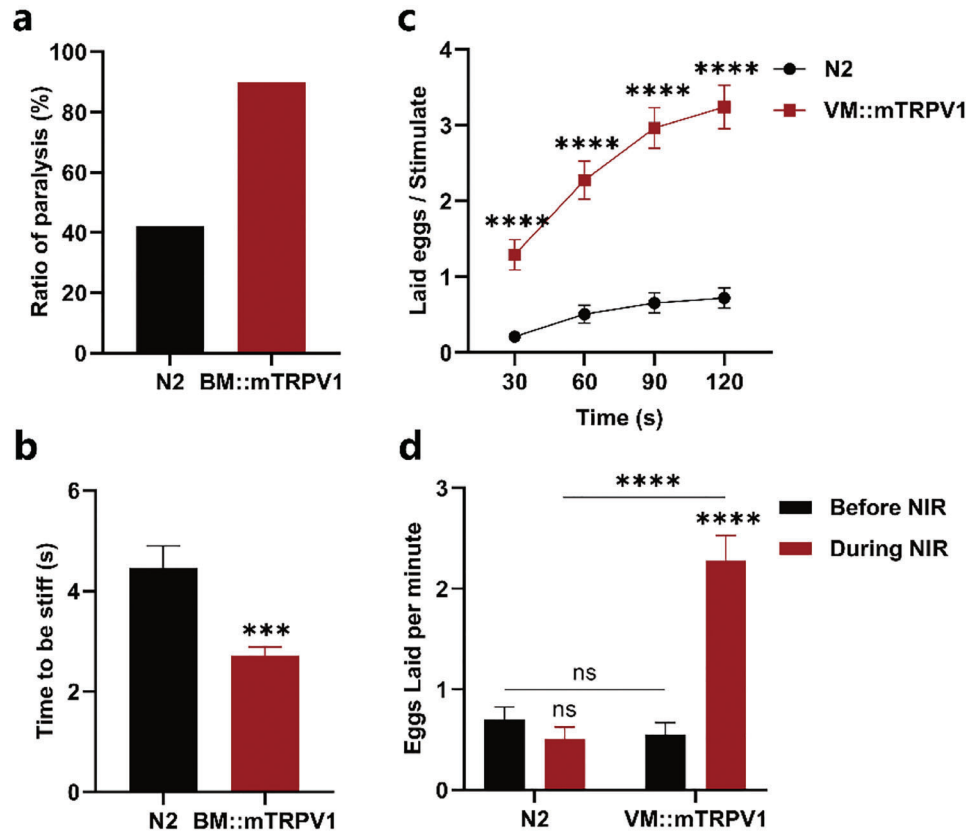 a
Ratio of paralysis (%)
100
80
60
40
20
0
N2 BM::mTRPV1
c
Laid eggs / Stimulate
4
3
2
1
0
****
****
****
****
30 60 90 120
Time (s)
N2
VM::mTRPV1
b
Time to be stiff (s)
6
4
2
0
***
N2 BM::mTRPV1
d
Eggs Laid per minute
3
2
1
0
****
****
ns
ns
N2 VM::mTRPV1
Before NIR
During NIR